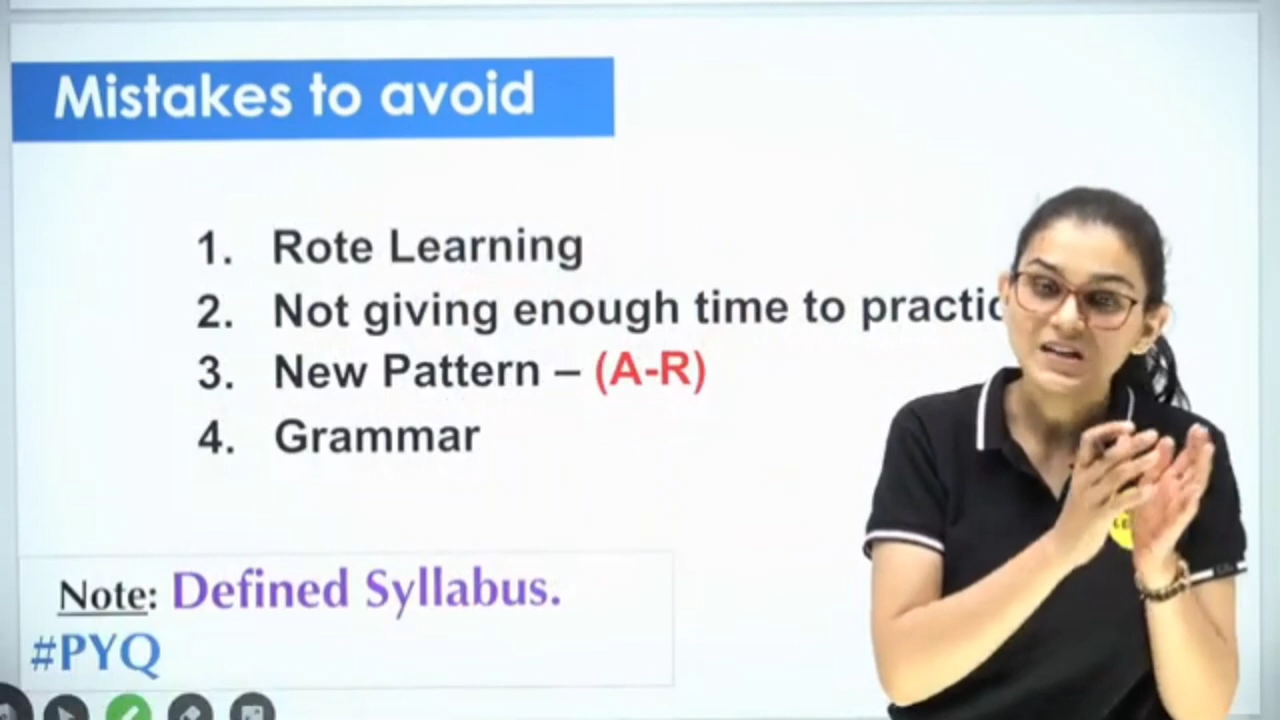 Mistakes to avoid
1. Rote Learning
2. Not giving enough time to
3. New Pattern – (A-R)
4. Grammar
Note: Defined Syllabus.
#PYQ